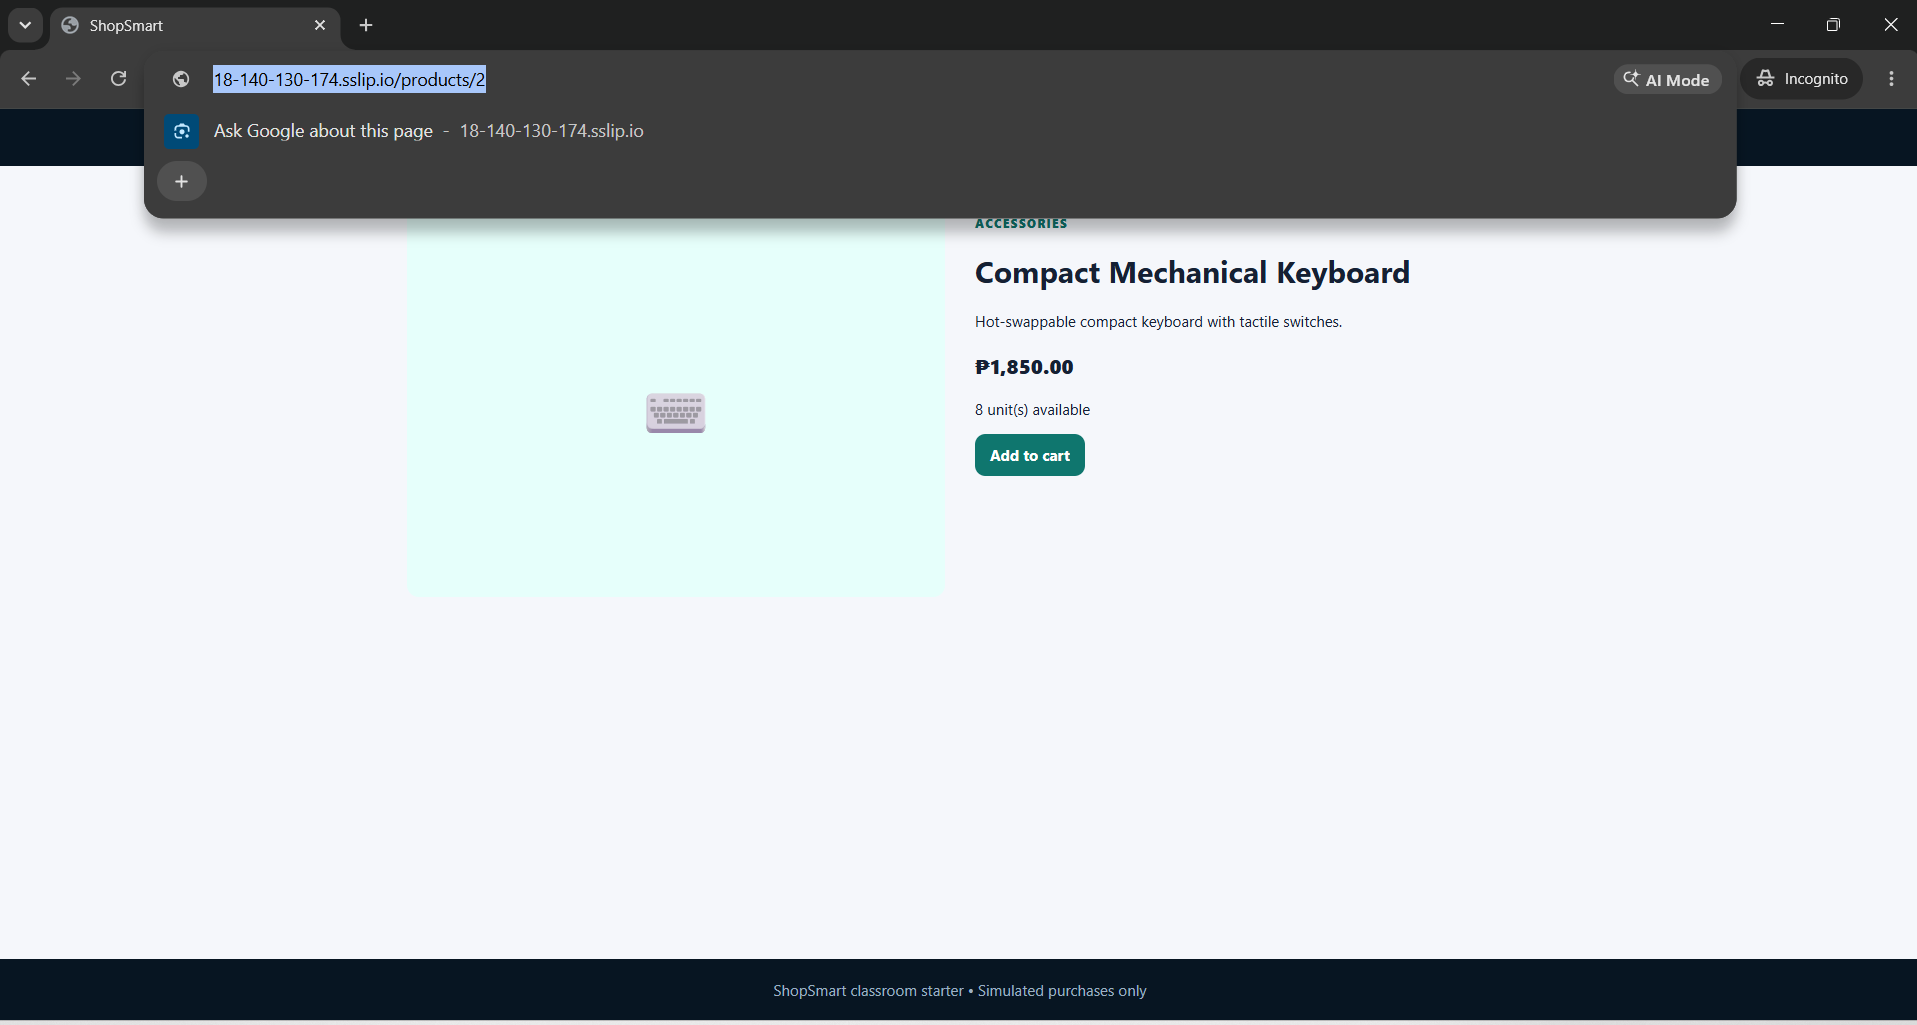 ShopSmart
18-140-130-174.sslip.io/products/2
AI Mode
Incognito
Ask Google about this page - 18-140-130-174.sslip.io
ACCESSORIES
Compact Mechanical Keyboard
Hot-swappable compact keyboard with tactile switches.
₱1,850.00
8 unit(s) available
Add to cart
ShopSmart classroom starter • Simulated purchases only